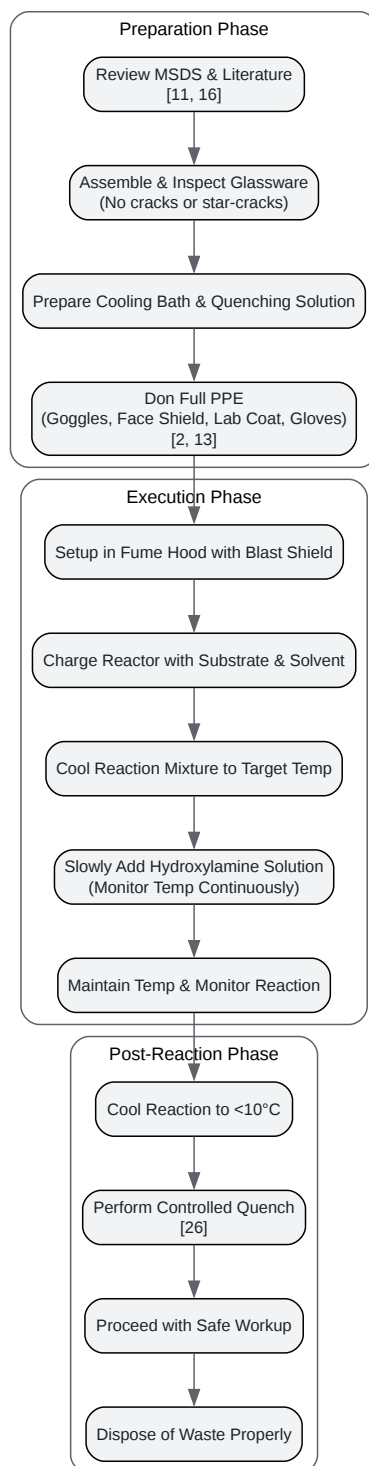 Preparation Phase
Review MSDS & Literature
[11, 16]
Assemble & Inspect Glassware
(No cracks or star-cracks)
Prepare Cooling Bath & Quenching Solution
Don Full PPE
(Goggles, Face Shield, Lab Coat, Gloves)
[2, 13]
Execution Phase
Setup in Fume Hood with Blast Shield
Charge Reactor with Substrate & Solvent
Cool Reaction Mixture to Target Temp
Slowly Add Hydroxylamine Solution
(Monitor Temp Continuously)
Maintain Temp & Monitor Reaction
Post-Reaction Phase
Cool Reaction to <10°C
Perform Controlled Quench
[26]
Proceed with Safe Workup
Dispose of Waste Properly